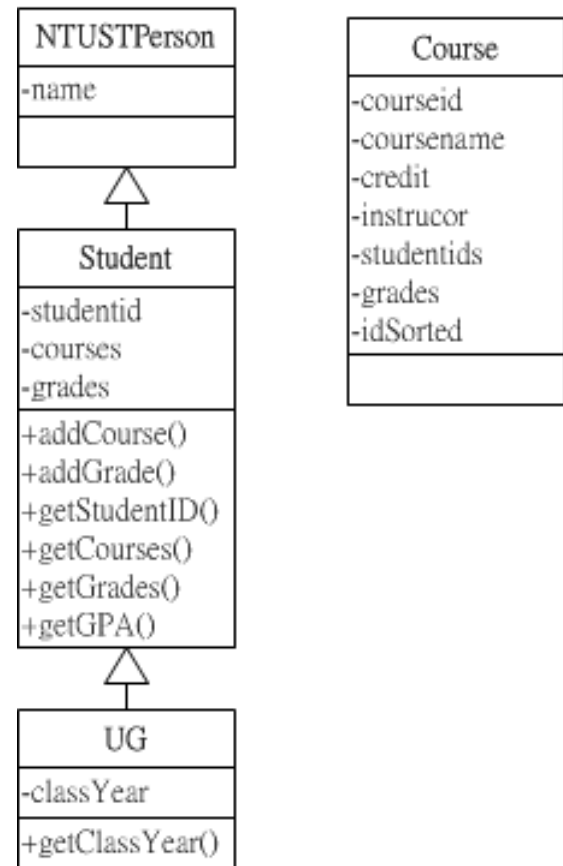 NTUSTPerson
-name
Student
-studentid
-courses
-grades
+addCourse()
+addGrade()
+getStudentID()
+getCourses()
+getGrades()
+getGPA()
UG
-classYear
+getClassYear()
Course
-courseid
-coursename
-credit
-instrucor
-studentids
-grades
-idSorted